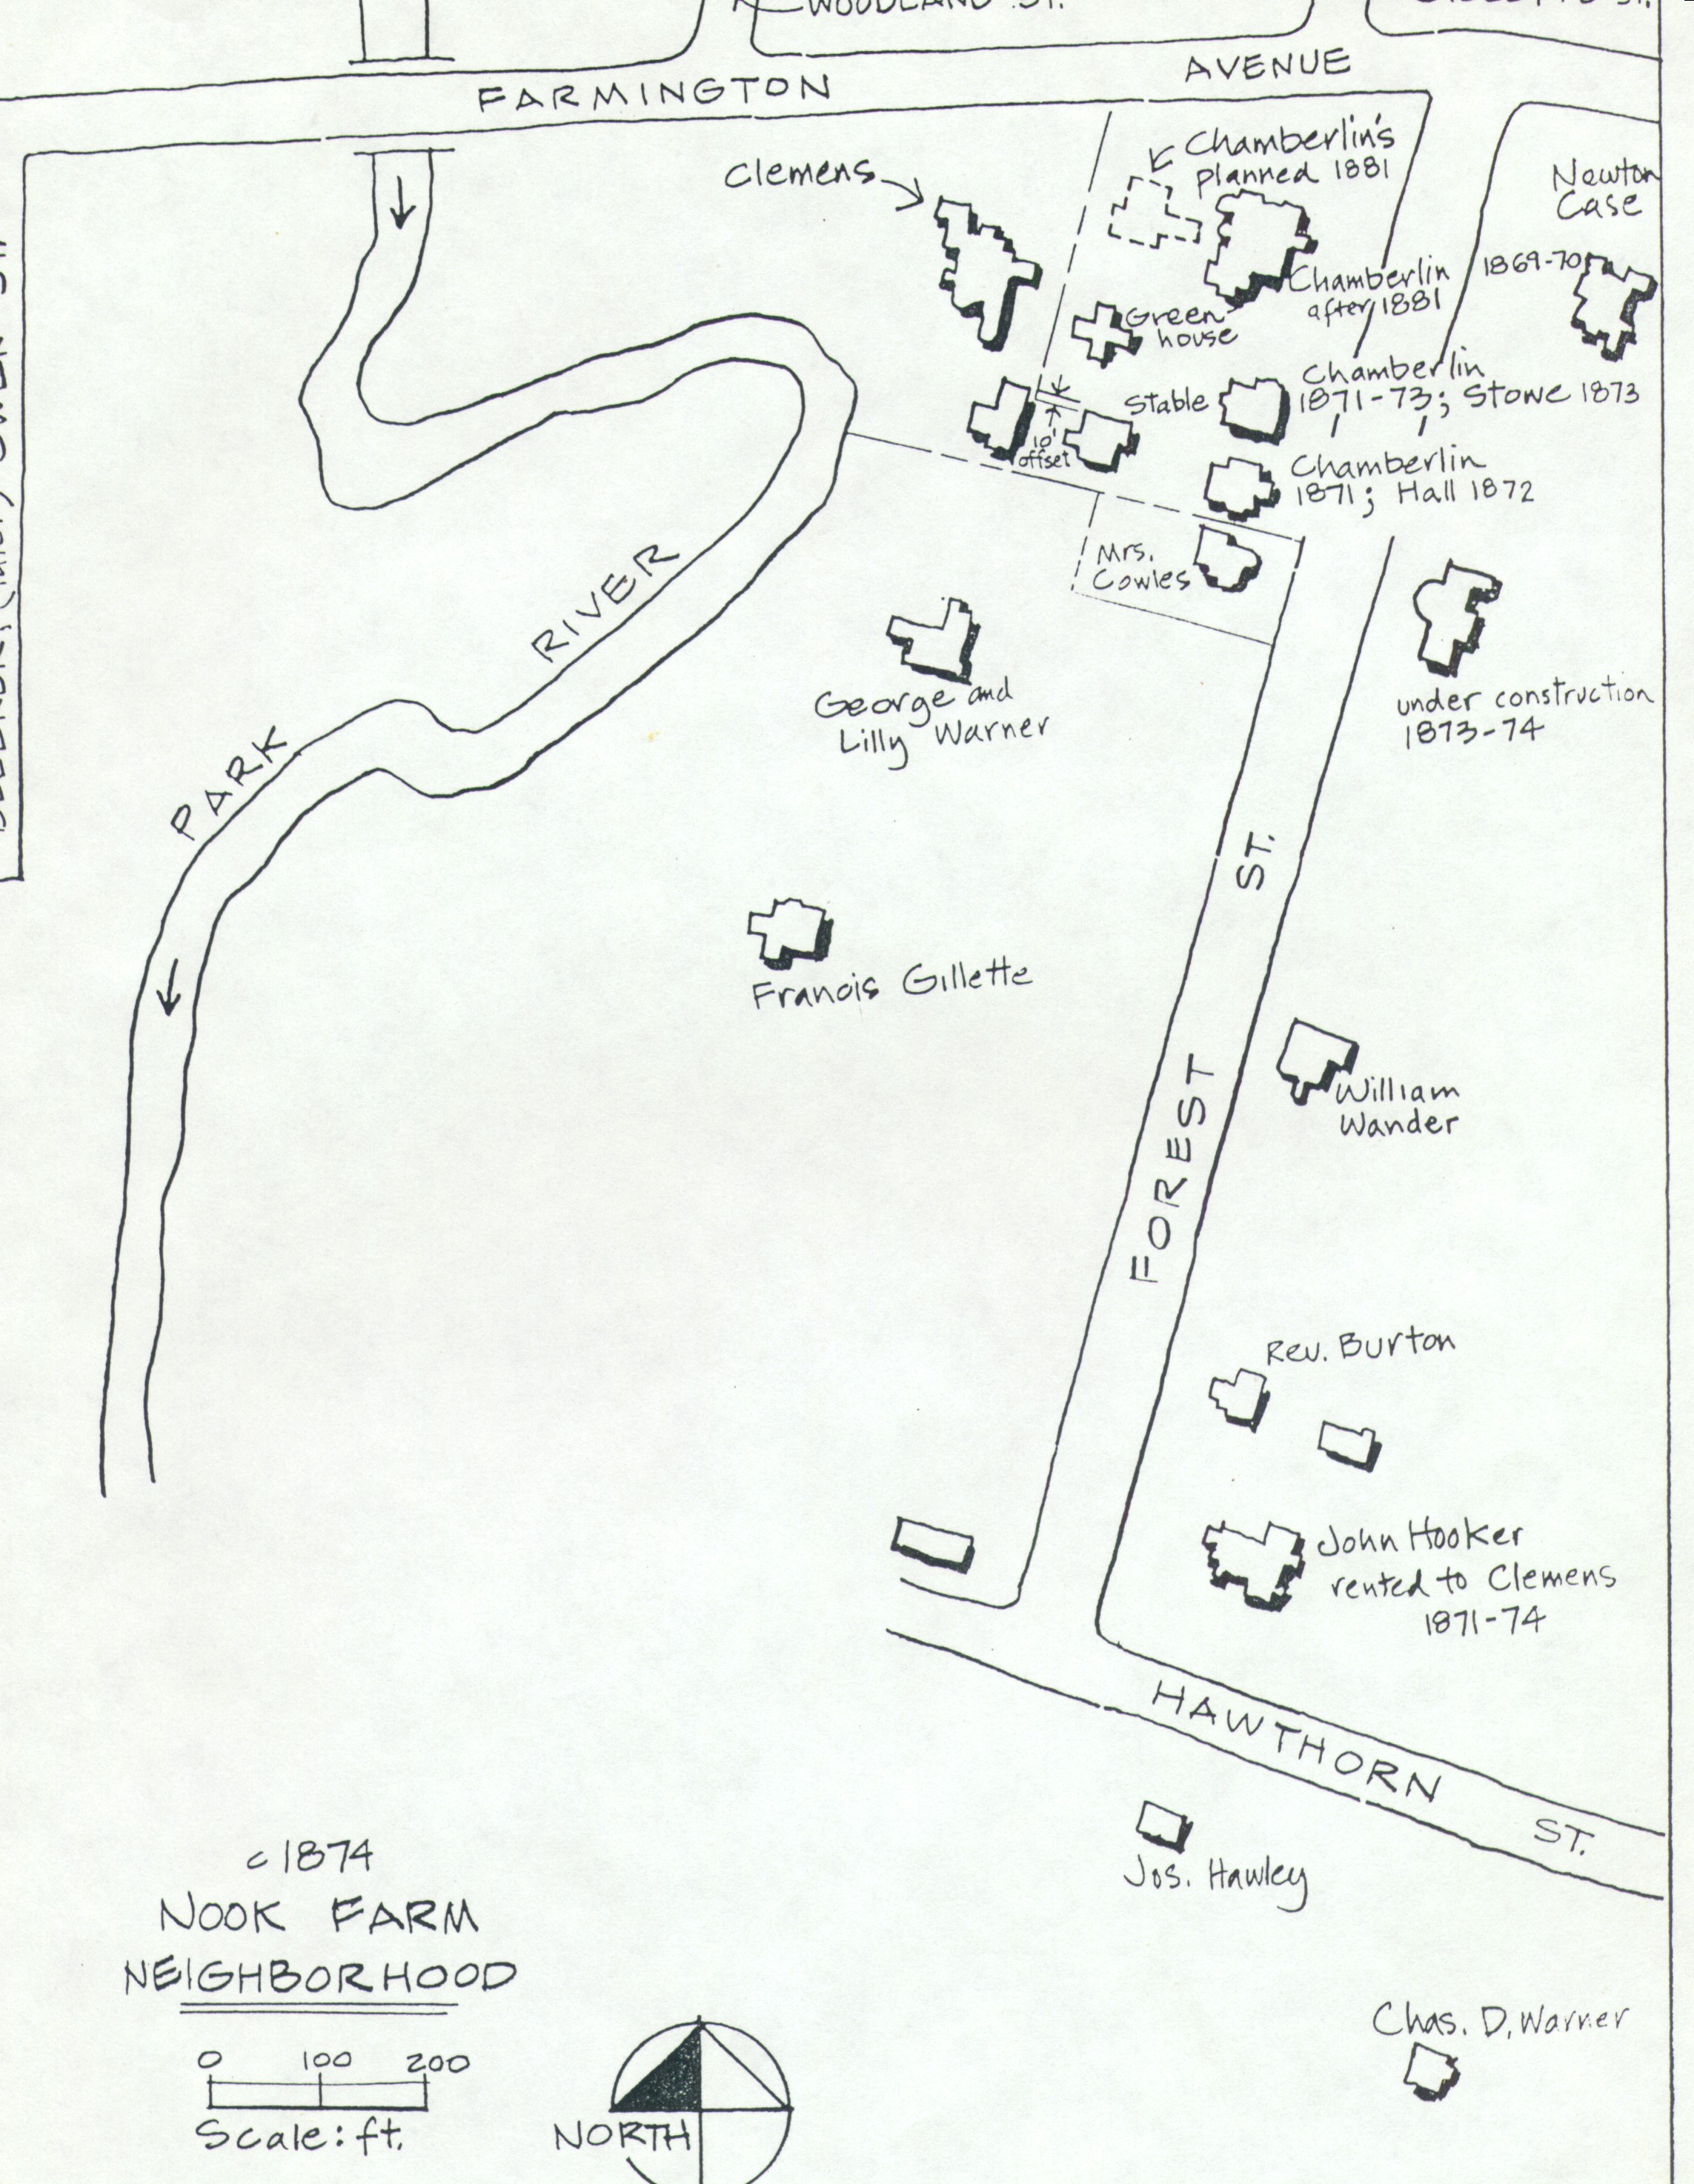 WOODLAND ST.
FARMINGTON AVENUE
Clemens
Chamberlin's
planned 1881
Newton
Case
1869-70
Chamberlin
after 1881
Green
house
Chamberlin
1871-73; Stowe 1873
Stable
10'
offset
Chamberlin
1871; Hall 1872
Mrs.
Cowles
RIVER
PARK
George and
Lilly Warner
under construction
1873-74
FOREST ST.
Francis Gillette
William
Wander
Rev. Burton
John Hooker
rented to Clemens
1871-74
HAWTHORN ST.
Jos. Hawley
c1874
NOOK FARM
NEIGHBORHOOD
0 100 200
Scale: ft.
NORTH
Chas. D. Warner